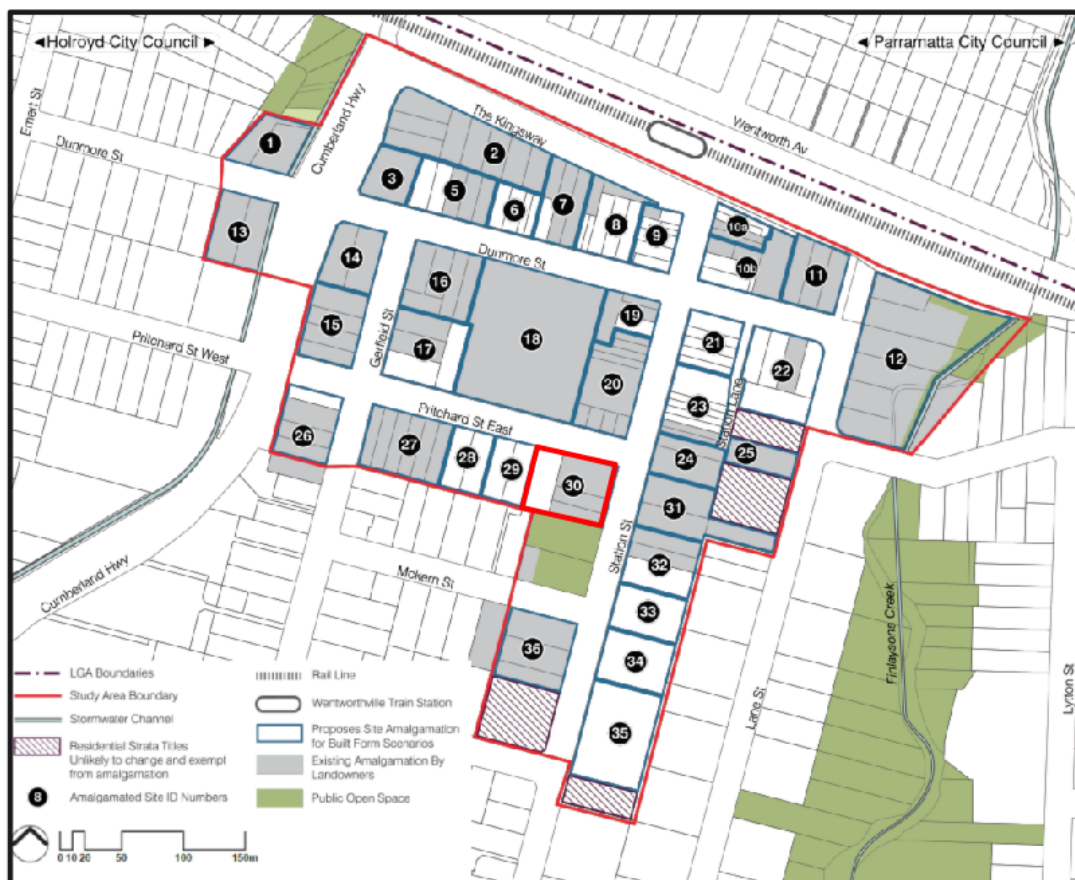 ◄Holroyd City Council ►
◄ Parramatta City Council ►
Emert St
Dunmore St
Cumberland Hwy
The Kingsway
Wentworth Av
1
2
3
5
6
7
8
9
10a
10b
11
12
13
14
15
16
17
18
19
20
21
22
23
24
25
26
27
28
29
30
31
32
33
34
35
36
Dunmore St
Garfield St
Pritchard St West
Pritchard St East
Station Lane
Station St
Mckern St
Cumberland Hwy
Lane St
Finlaysons Creek
Lytton St
LGA Boundaries
Study Area Boundary
Stormwater Channel
Residential Strata Titles
Unlikely to change and exempt
from amalgamation
8 Amalgamated Site ID Numbers
Rail Line
Wentworthville Train Station
Proposes Site Amalgamation
for Built Form Scenarios
Existing Amalgamation By
Landowners
Public Open Space
0 10 20 50 100 150m